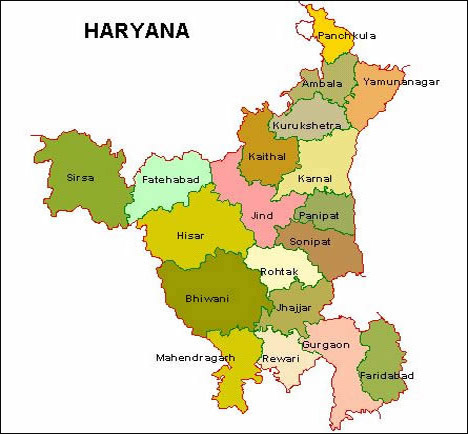 HARYANA
Panchkula
Ambala
Yamunanagar
Kurukshetra
Kaithal
Karnal
Sirsa
Fatehabad
Jind
Panipat
Hisar
Sonipat
Rohtak
Bhiwani
Jhajjar
Mahendragarh
Rewari
Gurgaon
Faridabad